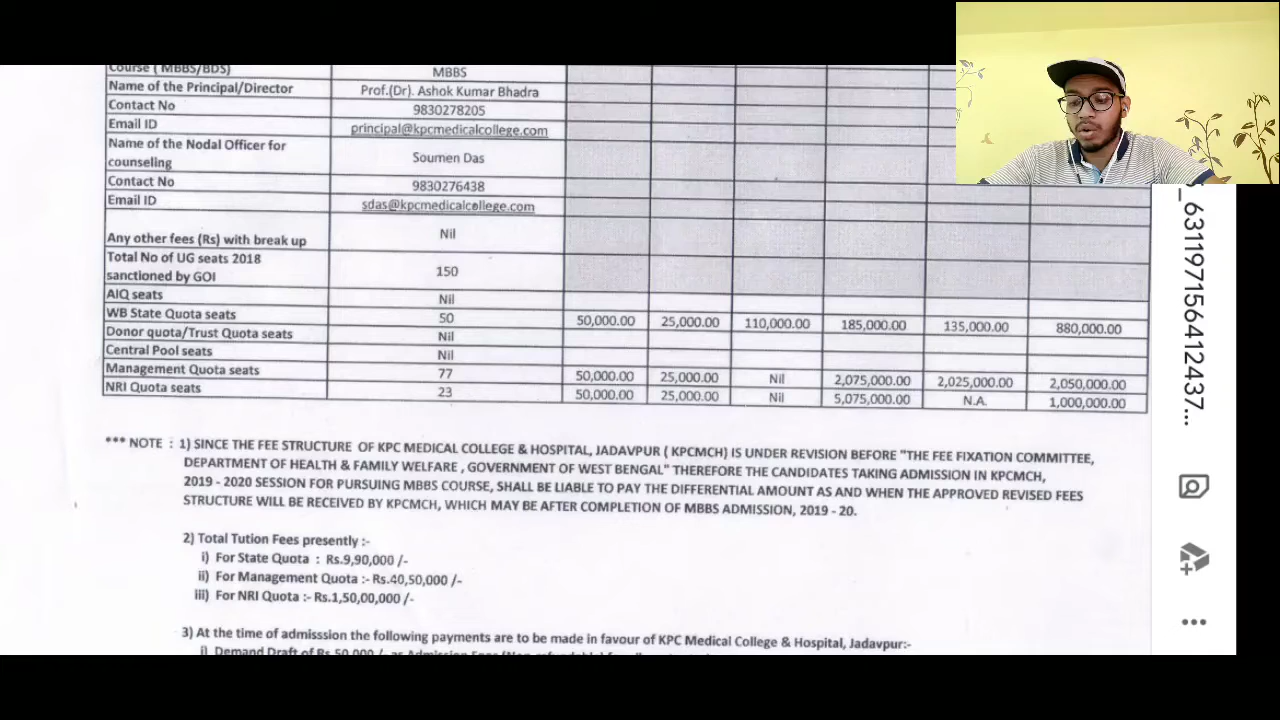 Course ( MBBS/BDS) MBBS
Name of the Principal/Director Prof.(Dr). Ashok Kumar Bhadra
Contact No 9830278205
Email ID principal@kpcmedicalcollege.com
Name of the Nodal Officer for
counseling Soumen Das
Contact No 9830276438
Email ID sdas@kpcmedicalcollege.com
Any other fees (Rs) with break up Nil
Total No of UG seats 2018
sanctioned by GOI 150
AIQ seats Nil
WB State Quota seats 50 50,000.00 25,000.00 110,000.00 185,000.00 135,000.00 880,000.00
Donor quota/Trust Quota seats Nil
Central Pool seats Nil
Management Quota seats 77 50,000.00 25,000.00 Nil 2,075,000.00 2,025,000.00 2,050,000.00
NRI Quota seats 23 50,000.00 25,000.00 Nil 5,075,000.00 N.A. 1,000,000.00
*** NOTE : 1) SINCE THE FEE STRUCTURE OF KPC MEDICAL COLLEGE & HOSPITAL, JADAVPUR ( KPCMCH) IS UNDER REVISION BEFORE "THE FEE FIXATION COMMITTEE,
DEPARTMENT OF HEALTH & FAMILY WELFARE , GOVERNMENT OF WEST BENGAL" THEREFORE THE CANDIDATES TAKING ADMISSION IN KPCMCH,
2019 - 2020 SESSION FOR PURSUING MBBS COURSE, SHALL BE LIABLE TO PAY THE DIFFERENTIAL AMOUNT AS AND WHEN THE APPROVED REVISED FEES
STRUCTURE WILL BE RECEIVED BY KPCMCH, WHICH MAY BE AFTER COMPLETION OF MBBS ADMISSION, 2019 - 20.
2) Total Tution Fees presently :-
i) For State Quota : Rs.9,90,000 /-
ii) For Management Quota :- Rs.40,50,000 /-
iii) For NRI Quota :- Rs.1,50,00,000 /-
3) At the time of admisssion the following payments are to be made in favour of KPC Medical College & Hospital, Jadavpur:-
i) Demand Draft of Rs 50,000 /- as Admission Fees
_631197156412437...